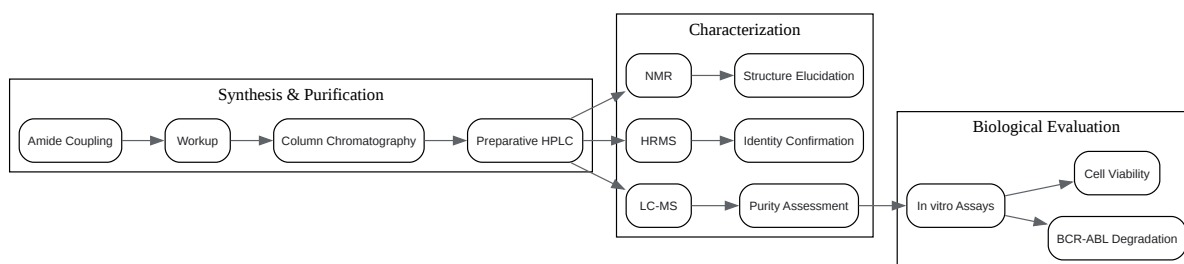 Synthesis & Purification
Amide Coupling
Workup
Column Chromatography
Preparative HPLC
Characterization
NMR
Structure Elucidation
HRMS
Identity Confirmation
LC-MS
Purity Assessment
Biological Evaluation
In vitro Assays
Cell Viability
BCR-ABL Degradation